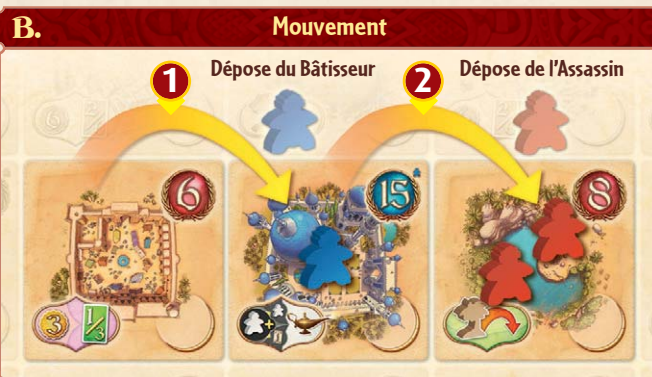 B.
Mouvement
1 Dépose du Bâtisseur 2 Dépose de l'Assassin
6 15 8
3 1/3 +